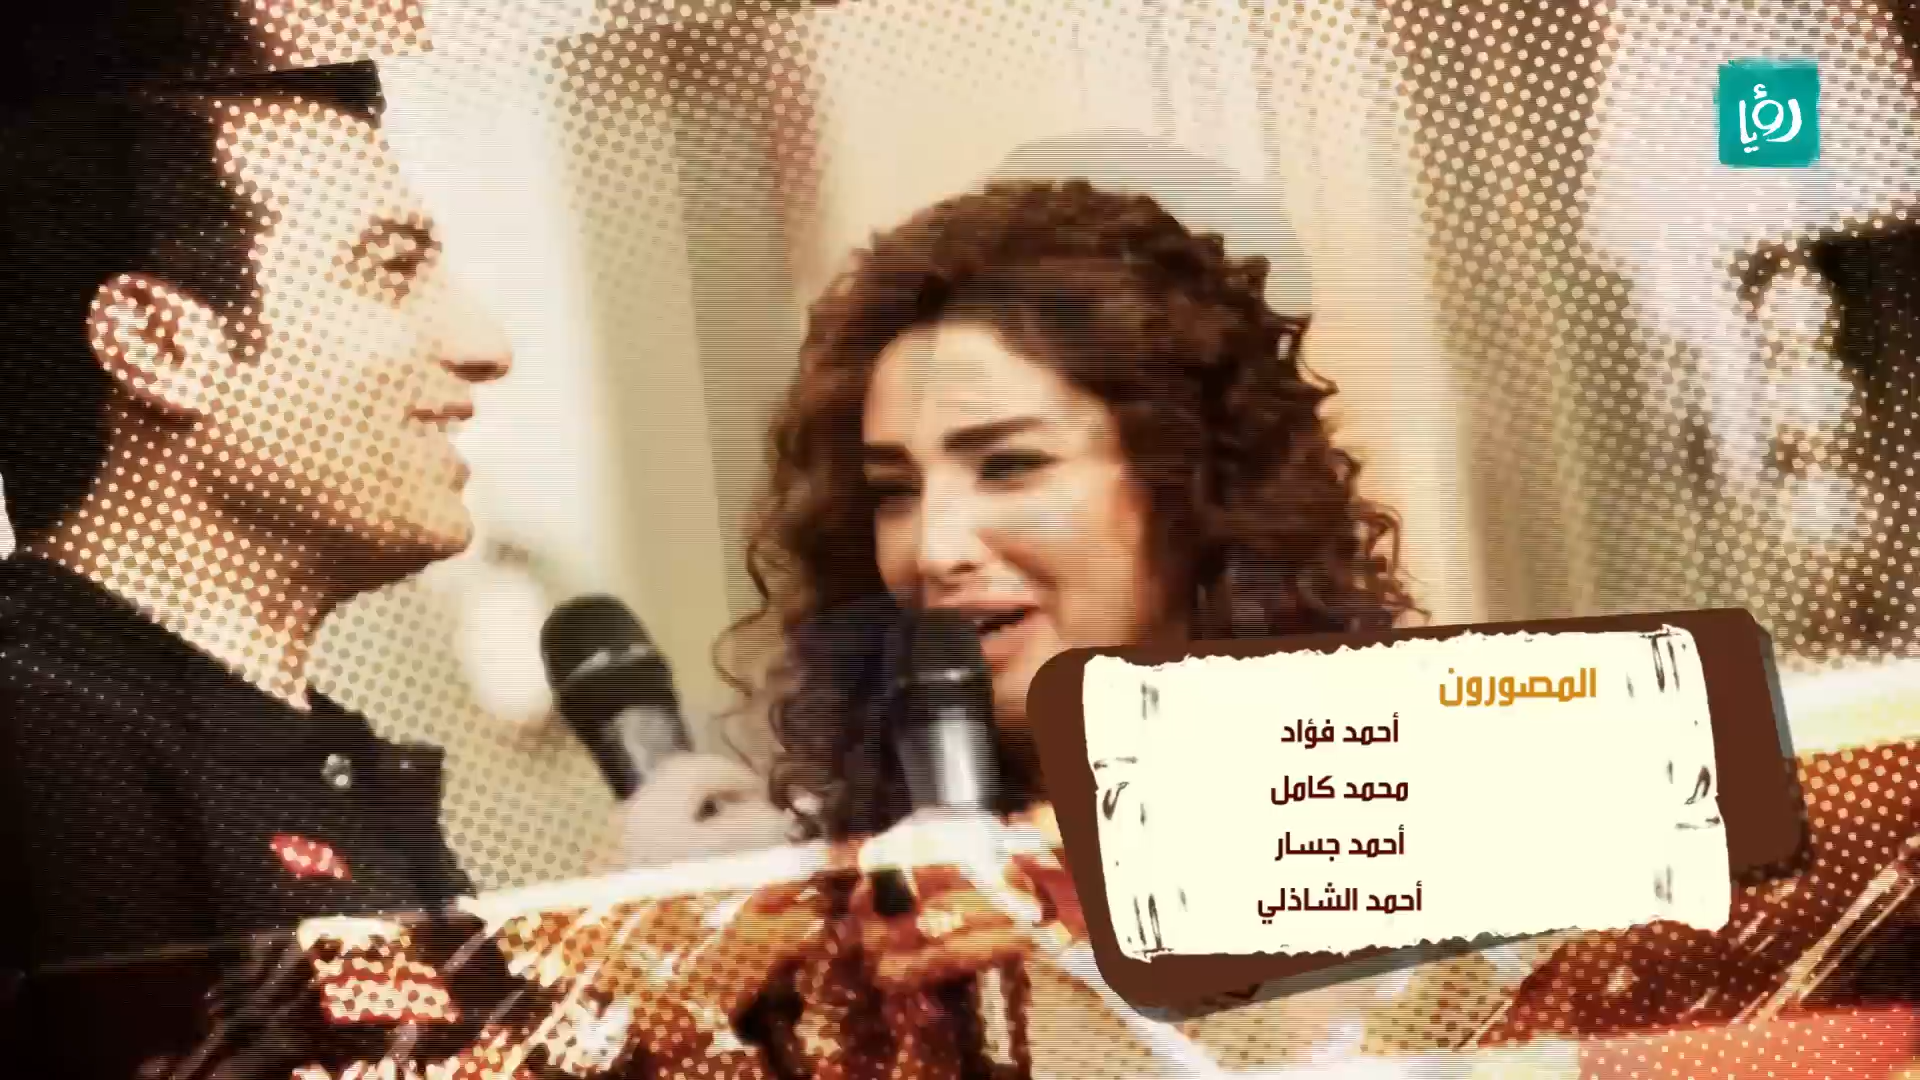 رؤيا
المصورون
أحمد فؤاد
محمد كامل
أحمد جسار
أحمد الشاذلي